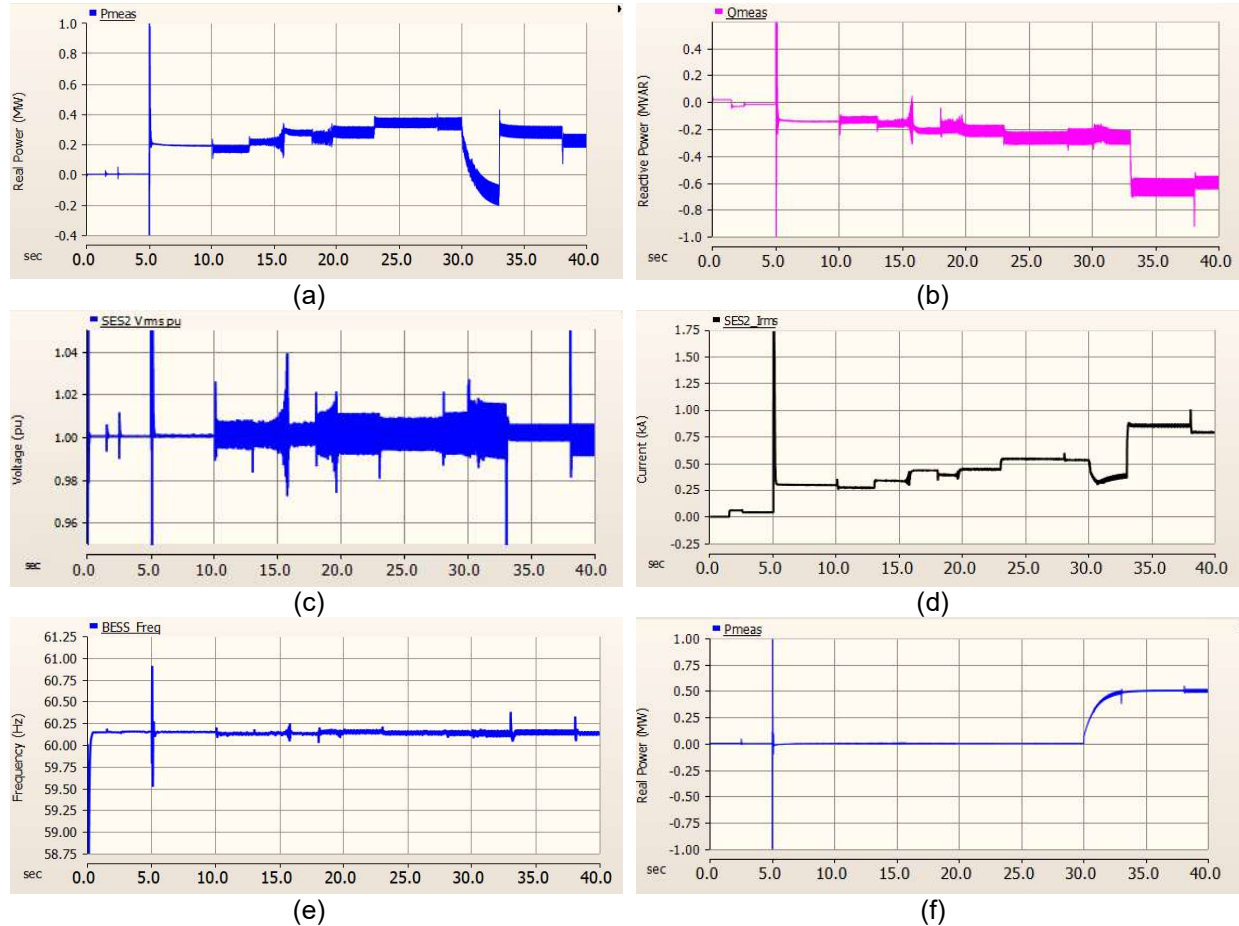 Pmeas
Real Power (MW)
1.0
0.8
0.6
0.4
0.2
0.0
-0.2
-0.4
sec
0.0 5.0 10.0 15.0 20.0 25.0 30.0 35.0 40.0
(a)
Qmeas
Reactive Power (MVAR)
0.4
0.2
0.0
-0.2
-0.4
-0.6
-0.8
-1.0
sec
0.0 5.0 10.0 15.0 20.0 25.0 30.0 35.0 40.0
(b)
SES2 Vrms pu
Voltage (pu)
1.04
1.02
1.00
0.98
0.96
sec
0.0 5.0 10.0 15.0 20.0 25.0 30.0 35.0 40.0
(c)
SES2_Irms
Current (kA)
1.75
1.50
1.25
1.00
0.75
0.50
0.25
0.00
-0.25
sec
0.0 5.0 10.0 15.0 20.0 25.0 30.0 35.0 40.0
(d)
BESS_Freq
Frequency (Hz)
61.25
61.00
60.75
60.50
60.25
60.00
59.75
59.50
59.25
59.00
58.75
sec
0.0 5.0 10.0 15.0 20.0 25.0 30.0 35.0 40.0
(e)
Pmeas
Real Power (MW)
1.00
0.75
0.50
0.25
0.00
-0.25
-0.50
-0.75
-1.00
sec
0.0 5.0 10.0 15.0 20.0 25.0 30.0 35.0 40.0
(f)